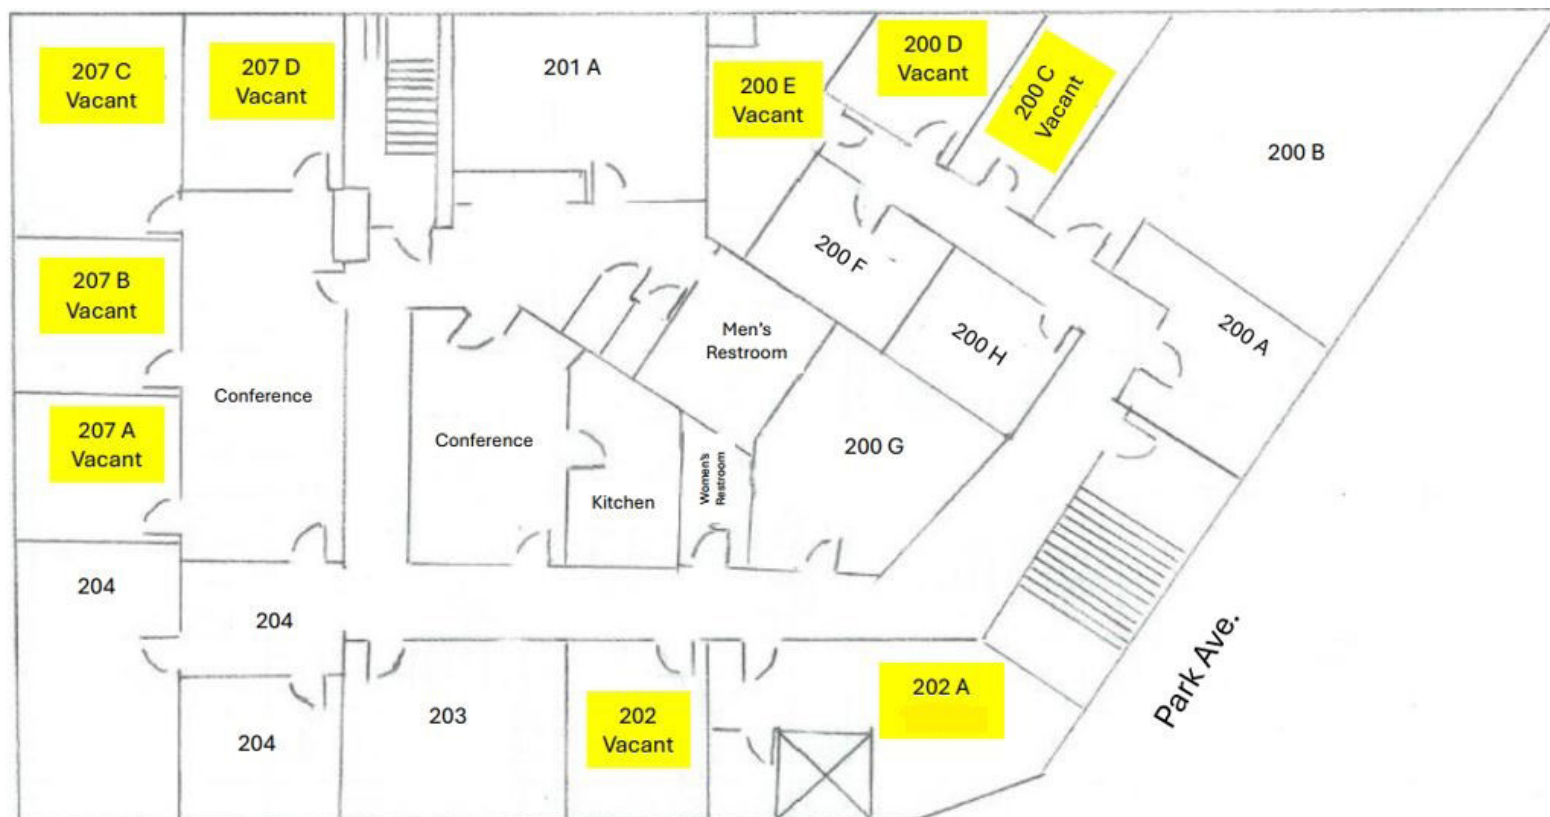 207 C
Vacant
207 D
Vacant
201 A
200 E
Vacant
200 D
Vacant
200 C
Vacant
200 B
207 B
Vacant
200 F
200 H
200 A
Men's
Restroom
Conference
207 A
Vacant
Conference
200 G
Kitchen
Women's
Restroom
204
204
204
203
202
Vacant
202 A
Park Ave.